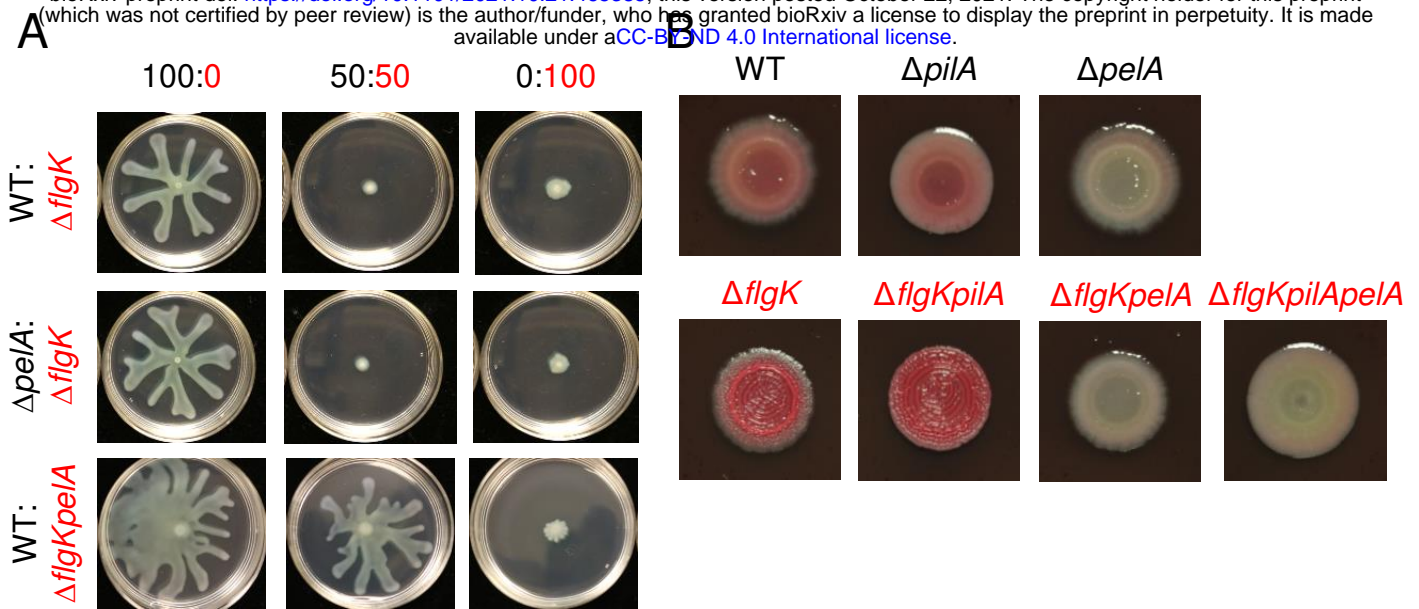 (which was not certified by peer review) is the author/funder, who has granted bioRxiv a license to display the preprint in perpetuity. It is made
available under aCC-BY-ND 4.0 International license.
A
B
100:0 50:50 0:100
WT:
ΔflgK
ΔpelA:
ΔflgK
WT:
ΔflgKpelA
WT ΔpilA ΔpelA
ΔflgK ΔflgKpilA ΔflgKpelA ΔflgKpilApelA